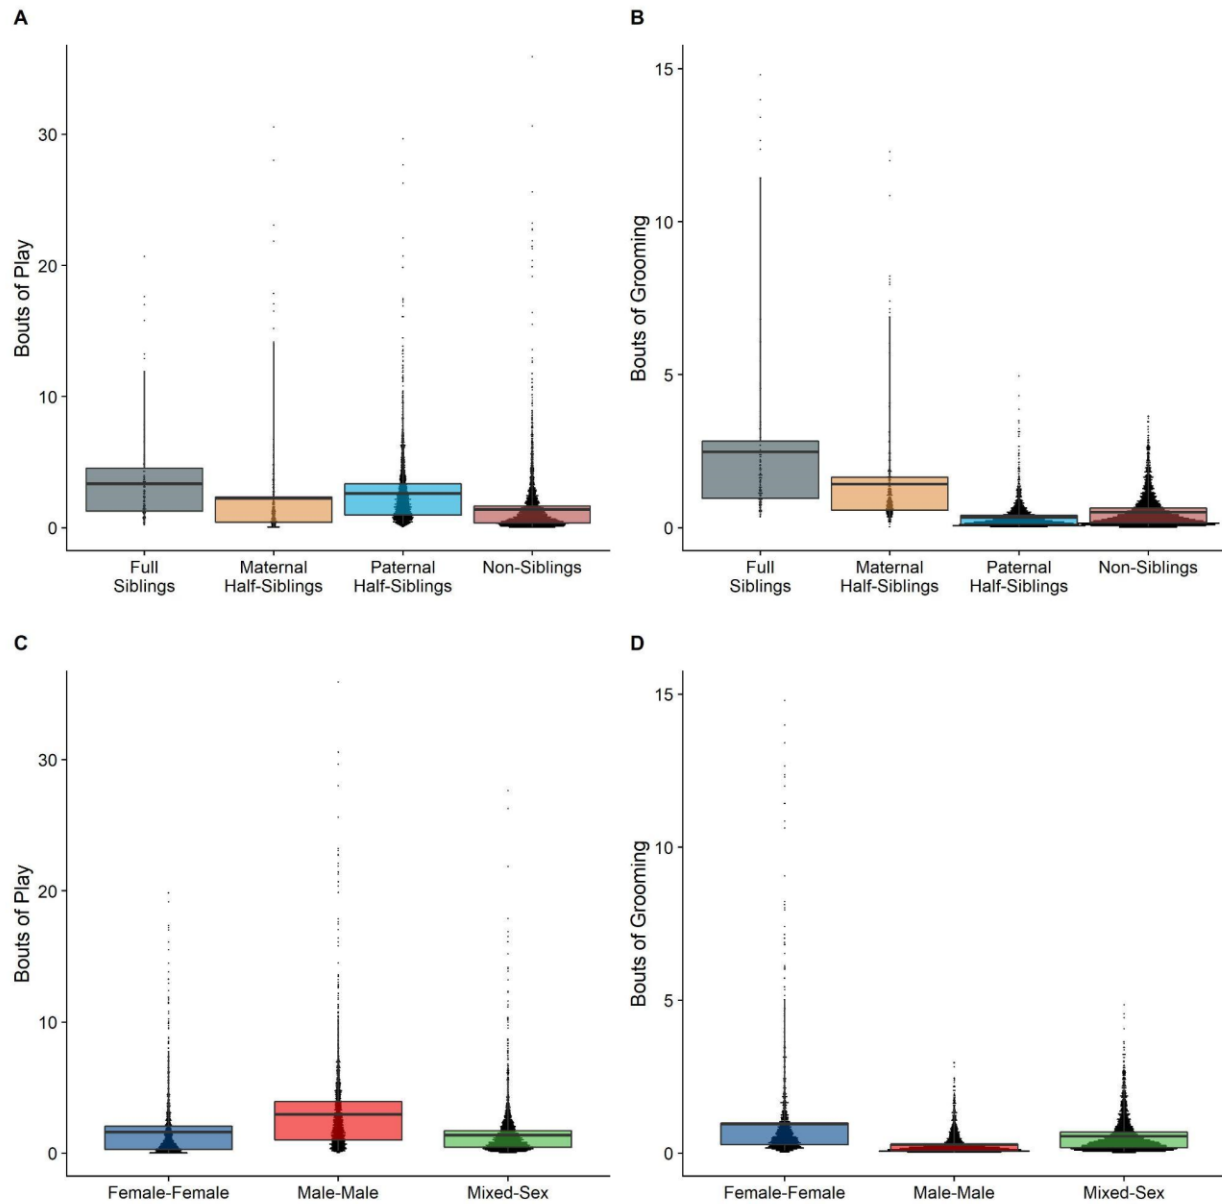 A
Bouts of Play
30
20
10
0
Full
Siblings
Maternal
Half-Siblings
Paternal
Half-Siblings
Non-Siblings
B
Bouts of Grooming
15
10
5
0
Full
Siblings
Maternal
Half-Siblings
Paternal
Half-Siblings
Non-Siblings
C
Bouts of Play
30
20
10
0
Female-Female
Male-Male
Mixed-Sex
D
Bouts of Grooming
15
10
5
0
Female-Female
Male-Male
Mixed-Sex